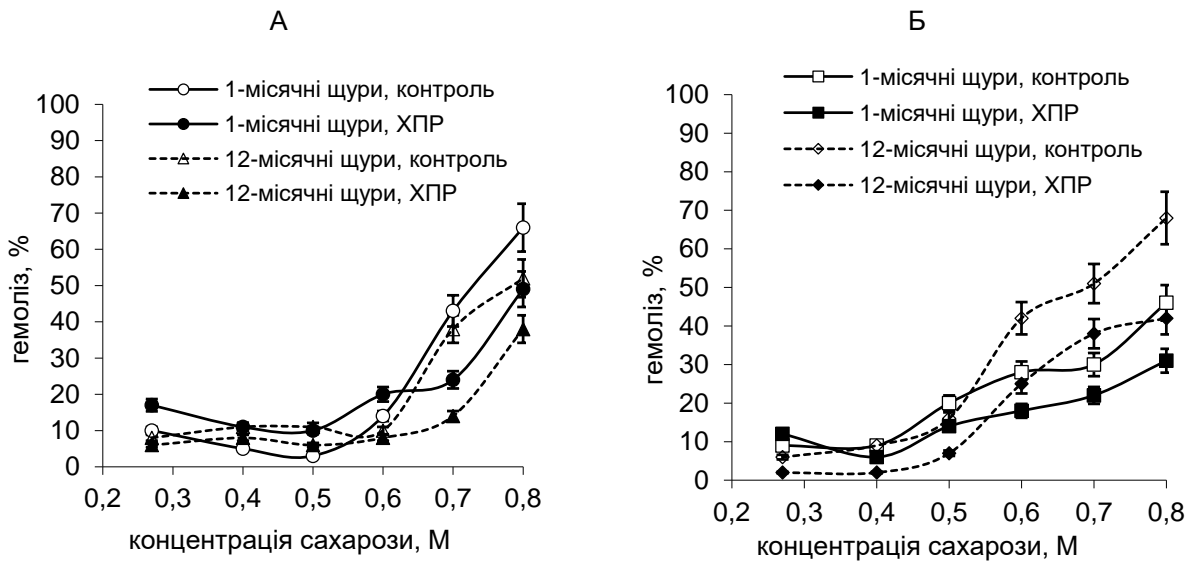 А
1-місячні щури, контроль
1-місячні щури, ХПР
12-місячні щури, контроль
12-місячні щури, ХПР
100
90
80
70
60
50
40
30
20
10
0
гемоліз, %
0,2 0,3 0,4 0,5 0,6 0,7 0,8
концентрація сахарози, М
Б
1-місячні щури, контроль
1-місячні щури, ХПР
12-місячні щури, контроль
12-місячні щури, ХПР
100
90
80
70
60
50
40
30
20
10
0
гемоліз, %
0,2 0,3 0,4 0,5 0,6 0,7 0,8
концентрація сахарози, М